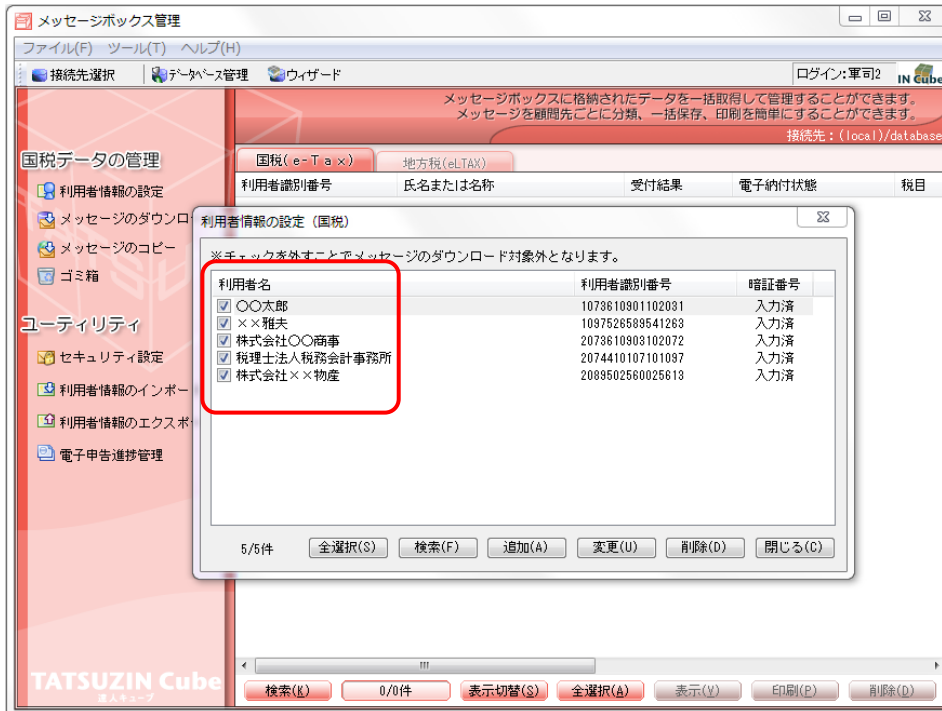 メッセージボックス管理
ファイル(F) ツール(T) ヘルプ(H)
接続先選択 データベース管理 ウィザード ログイン:軍司2 IN Cube
メッセージボックスに格納されたデータを一括取得して管理することができます。
メッセージを顧問先ごとに分類、一括保存、印刷を簡単にすることができます。
接続先:(local)/database
国税データの管理
利用者情報の設定
メッセージのダウンロ
メッセージのコピー
ゴミ箱
ユーティリティ
セキュリティ設定
利用者情報のインポー
利用者情報のエクスポ
電子申告進捗管理
国税(e-Tax) 地方税(eLTAX)
利用者識別番号 氏名または名称 受付結果 電子納付状態 税目
利用者情報の設定(国税)
※チェックを外すことでメッセージのダウンロード対象外となります。
利用者名 利用者識別番号 暗証番号
〇〇太郎 1073610901102031 入力済
××雅夫 1097526589541263 入力済
株式会社〇〇商事 2073610903102072 入力済
税理士法人税務会計事務所 2074410107101097 入力済
株式会社××物産 2089502560025613 入力済
5/5件 全選択(S) 検索(F) 追加(A) 変更(U) 削除(D) 閉じる(C)
TATSUZIN Cube
達人キューブ
検索(K) 0/0件 表示切替(S) 全選択(A) 表示(V) 印刷(P) 削除(D)